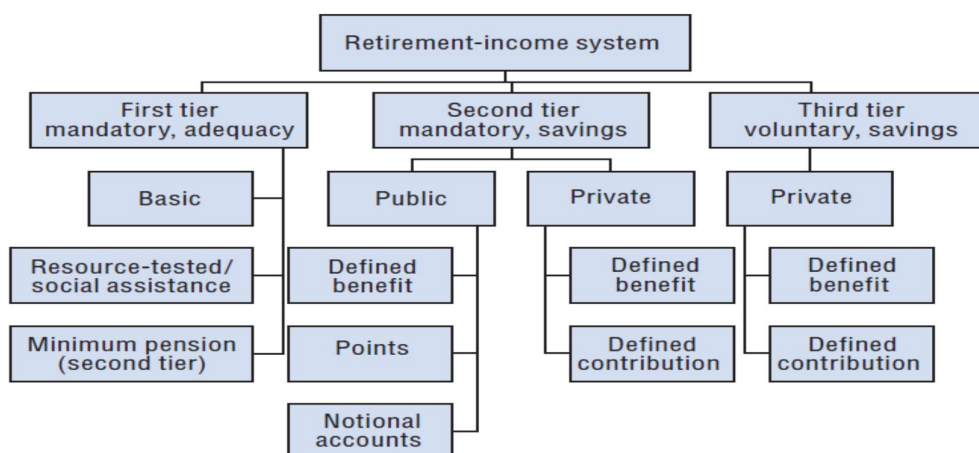 Retirement-income system
First tier
mandatory, adequacy
Second tier
mandatory, savings
Third tier
voluntary, savings
Basic
Public
Private
Private
Resource-tested/
social assistance
Defined
benefit
Defined
benefit
Defined
benefit
Minimum pension
(second tier)
Points
Defined
contribution
Defined
contribution
Notional
accounts